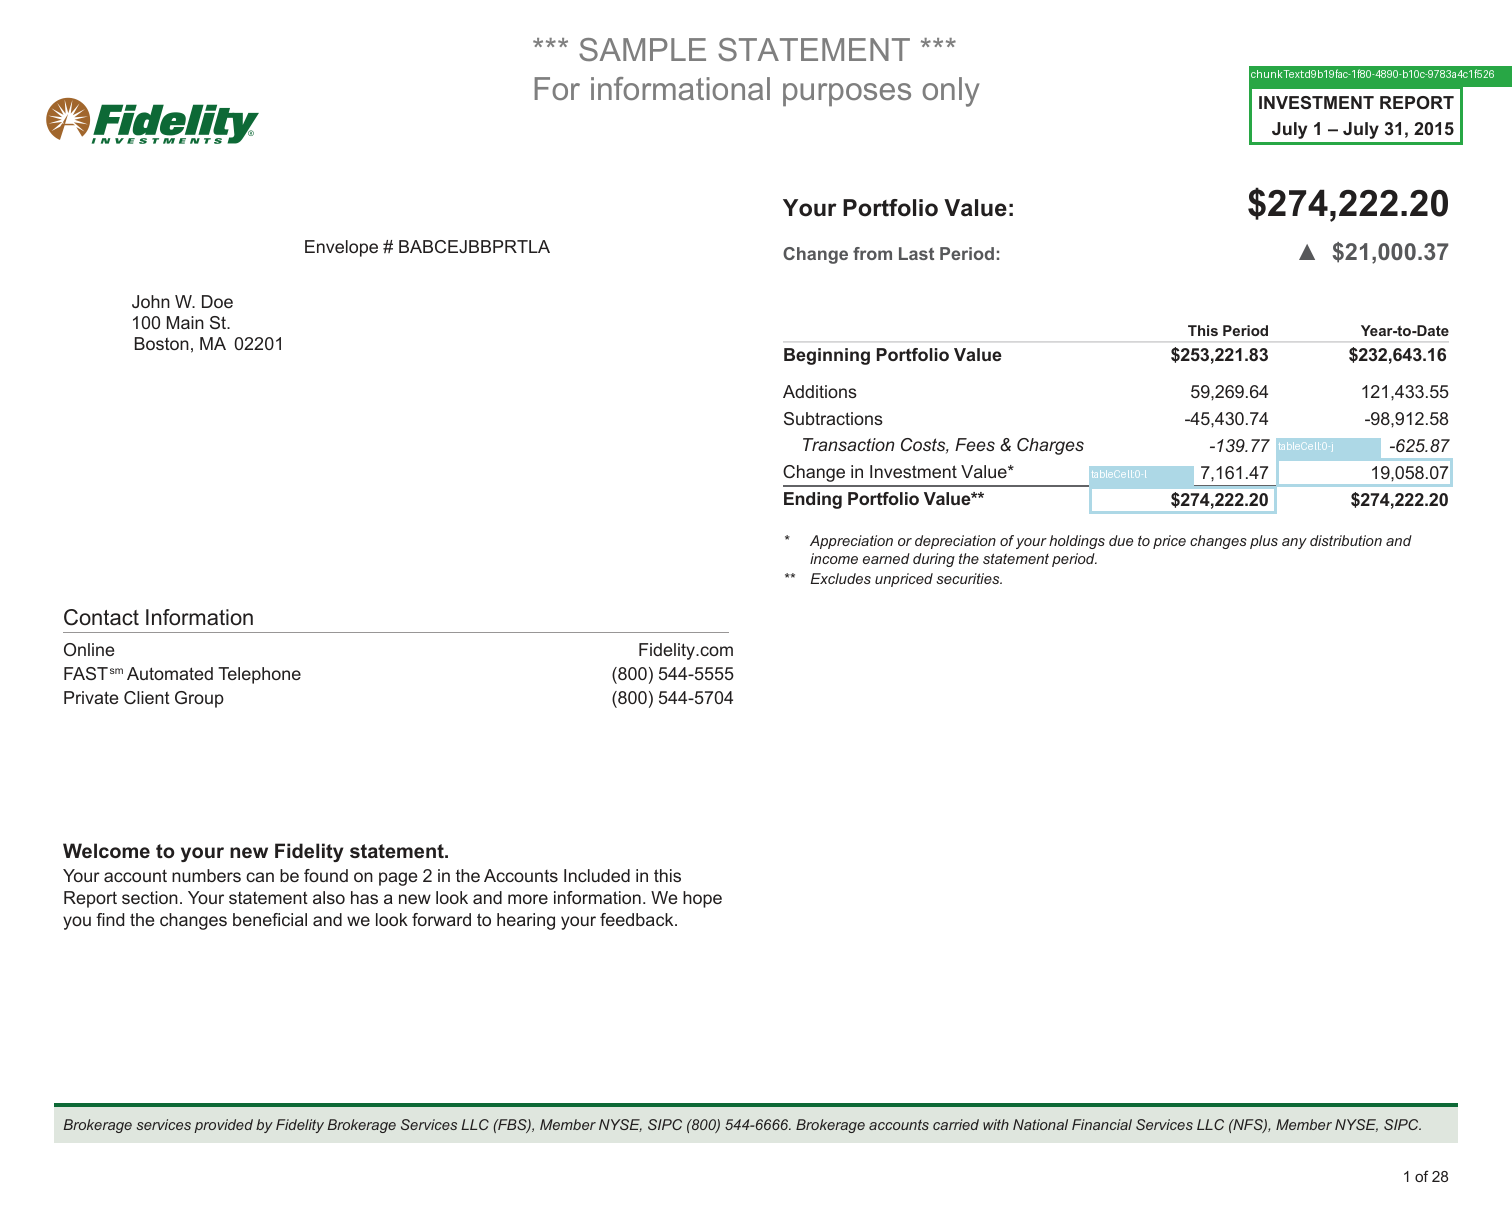 *** SAMPLE STATEMENT ***
For informational purposes only
chunkText:d9b19fac-1f80-4890-b10c-9783a4c1f526
INVESTMENT REPORT
July 1 – July 31, 2015
Fidelity
INVESTMENTS®
Your Portfolio Value: $274,222.20
Change from Last Period: ▲ $21,000.37
Envelope # BABCEJBBPRTLA
John W. Doe
100 Main St.
Boston, MA 02201
This Period Year-to-Date
Beginning Portfolio Value $253,221.83 $232,643.16
Additions 59,269.64 121,433.55
Subtractions -45,430.74 -98,912.58
Transaction Costs, Fees & Charges -139.77 tableCell:0-j -625.87
Change in Investment Value* tableCell:0-l 7,161.47 19,058.07
Ending Portfolio Value** $274,222.20 $274,222.20
* Appreciation or depreciation of your holdings due to price changes plus any distribution and
income earned during the statement period.
** Excludes unpriced securities.
Contact Information
Online Fidelity.com
FAST℠ Automated Telephone (800) 544-5555
Private Client Group (800) 544-5704
Welcome to your new Fidelity statement.
Your account numbers can be found on page 2 in the Accounts Included in this
Report section. Your statement also has a new look and more information. We hope
you find the changes beneficial and we look forward to hearing your feedback.
Brokerage services provided by Fidelity Brokerage Services LLC (FBS), Member NYSE, SIPC (800) 544-6666. Brokerage accounts carried with National Financial Services LLC (NFS), Member NYSE, SIPC.
1 of 28